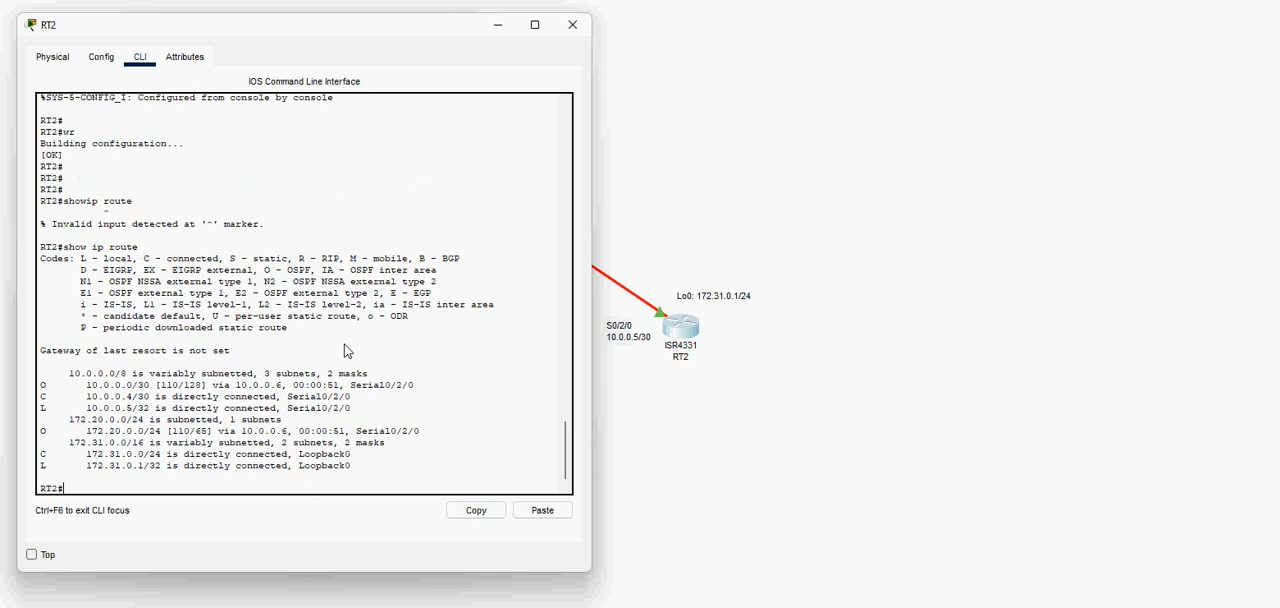 RT2
Physical Config CLI Attributes
IOS Command Line Interface
%SYS-5-CONFIG_I: Configured from console by console
RT2#
RT2#wr
Building configuration...
[OK]
RT2#
RT2#
RT2#
RT2#showip route
^
% Invalid input detected at '^' marker.
RT2#show ip route
Codes: L - local, C - connected, S - static, R - RIP, M - mobile, B - BGP
D - EIGRP, EX - EIGRP external, O - OSPF, IA - OSPF inter area
N1 - OSPF NSSA external type 1, N2 - OSPF NSSA external type 2
E1 - OSPF external type 1, E2 - OSPF external type 2, E - EGP
i - IS-IS, L1 - IS-IS level-1, L2 - IS-IS level-2, ia - IS-IS inter area
* - candidate default, U - per-user static route, o - ODR
P - periodic downloaded static route
Gateway of last resort is not set
10.0.0.0/8 is variably subnetted, 3 subnets, 2 masks
O 10.0.0.0/30 [110/128] via 10.0.0.6, 00:00:51, Serial0/2/0
C 10.0.0.4/30 is directly connected, Serial0/2/0
L 10.0.0.5/32 is directly connected, Serial0/2/0
172.20.0.0/24 is subnetted, 1 subnets
O 172.20.0.0/24 [110/65] via 10.0.0.6, 00:00:51, Serial0/2/0
172.31.0.0/16 is variably subnetted, 2 subnets, 2 masks
C 172.31.0.0/24 is directly connected, Loopback0
L 172.31.0.1/32 is directly connected, Loopback0
RT2#
Ctrl+F6 to exit CLI focus
Copy Paste
Top
Lo0: 172.31.0.1/24
S0/2/0
10.0.0.5/30
ISR4331
RT2